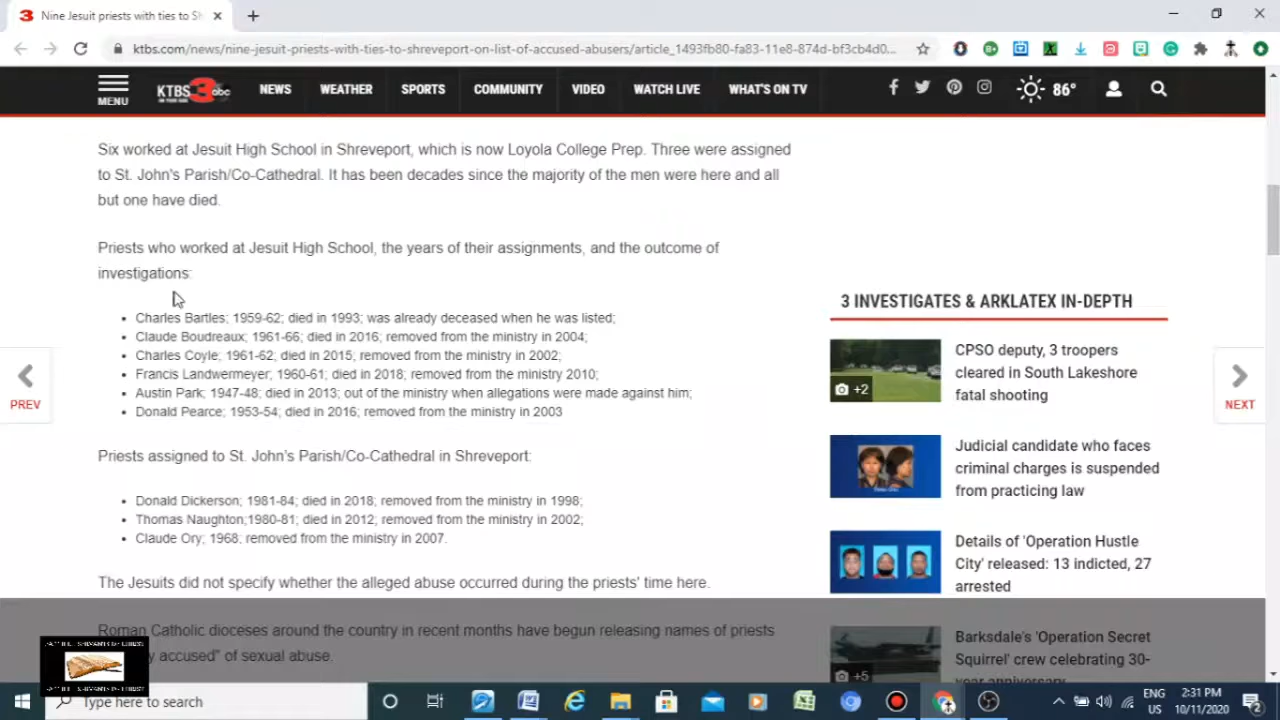 Nine Jesuit priests with ties to Sh
ktbs.com/news/nine-jesuit-priests-with-ties-to-shreveport-on-list-of-accused-abusers/article_1493fb80-fa83-11e8-874d-bf3cb4d0...
MENU
KTBS 3 abc
NEWS
WEATHER
SPORTS
COMMUNITY
VIDEO
WATCH LIVE
WHAT'S ON TV
86°
Six worked at Jesuit High School in Shreveport, which is now Loyola College Prep. Three were assigned
to St. John's Parish/Co-Cathedral. It has been decades since the majority of the men were here and all
but one have died.
Priests who worked at Jesuit High School, the years of their assignments, and the outcome of
investigations:
• Charles Bartles; 1959-62; died in 1993; was already deceased when he was listed;
• Claude Boudreaux; 1961-66; died in 2016; removed from the ministry in 2004;
• Charles Coyle; 1961-62; died in 2015; removed from the ministry in 2002;
• Francis Landwermeyer; 1960-61; died in 2018; removed from the ministry 2010;
• Austin Park; 1947-48; died in 2013; out of the ministry when allegations were made against him;
• Donald Pearce; 1953-54; died in 2016; removed from the ministry in 2003
Priests assigned to St. John's Parish/Co-Cathedral in Shreveport:
• Donald Dickerson; 1981-84; died in 2018; removed from the ministry in 1998;
• Thomas Naughton;1980-81; died in 2012; removed from the ministry in 2002;
• Claude Ory; 1968; removed from the ministry in 2007.
The Jesuits did not specify whether the alleged abuse occurred during the priests' time here.
Roman Catholic dioceses around the country in recent months have begun releasing names of priests
accused" of sexual abuse.
PREV
NEXT
3 INVESTIGATES & ARKLATEX IN-DEPTH
+2
CPSO deputy, 3 troopers
cleared in South Lakeshore
fatal shooting
Judicial candidate who faces
criminal charges is suspended
from practicing law
Details of 'Operation Hustle
City' released: 13 indicted, 27
arrested
+5
Barksdale's 'Operation Secret
Squirrel' crew celebrating 30-
year anniversary
Type here to search
ENG
US
2:31 PM
10/11/2020
2